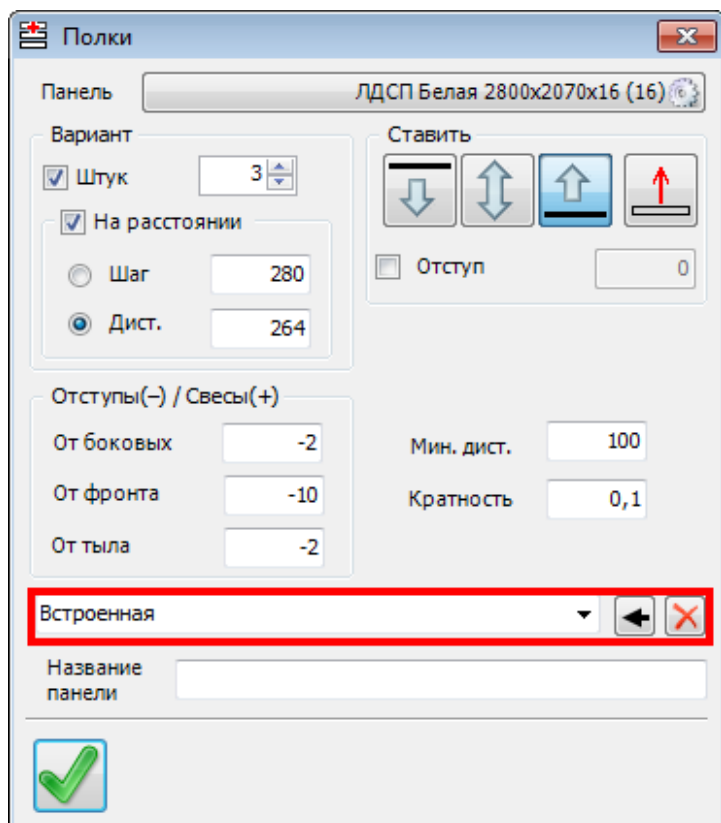 Полки
Панель ЛДСП Белая 2800x2070x16 (16)
Вариант
Штук 3
На расстоянии
Шаг 280
Дист. 264
Ставить
Отступ 0
Отступы(–) / Свесы(+)
От боковых -2
От фронта -10
От тыла -2
Мин. дист. 100
Кратность 0,1
Встроенная
Название
панели